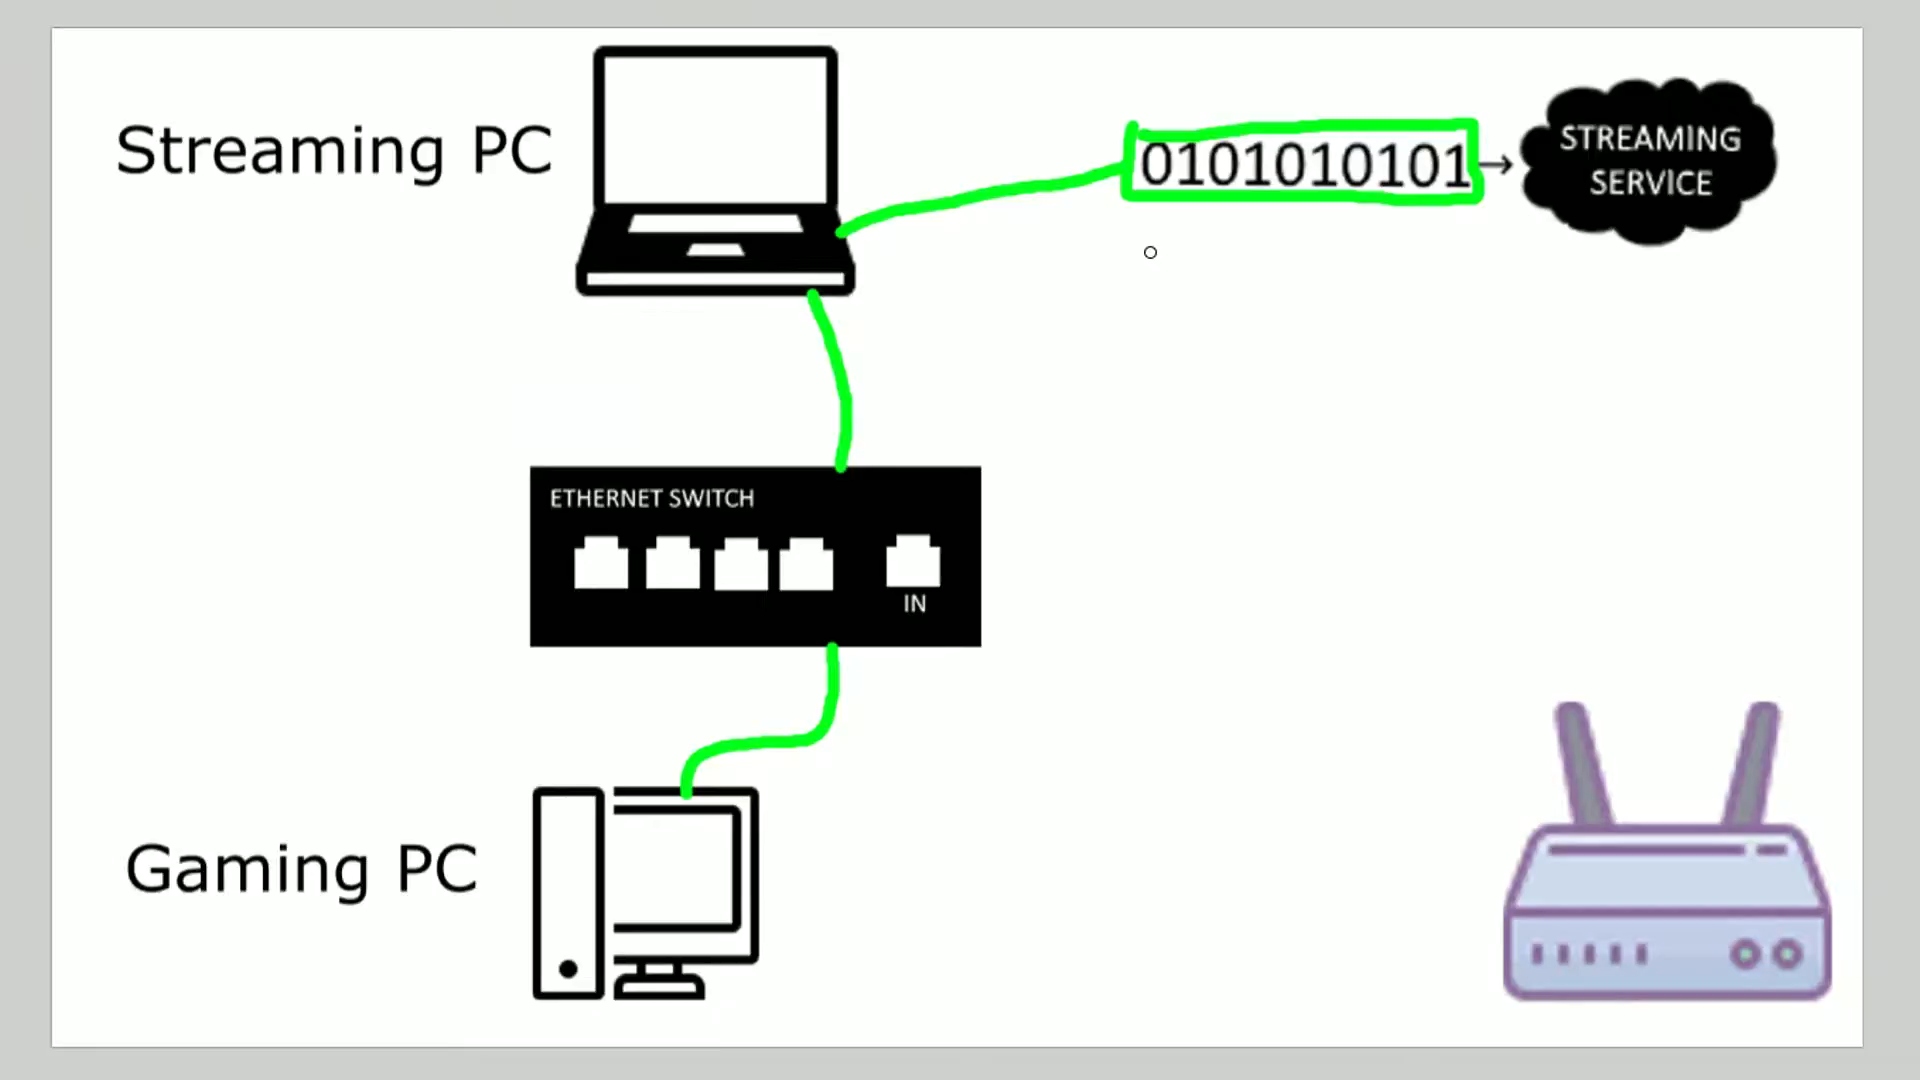 Streaming PC
0101010101→
STREAMING
SERVICE
ETHERNET SWITCH
IN
Gaming PC